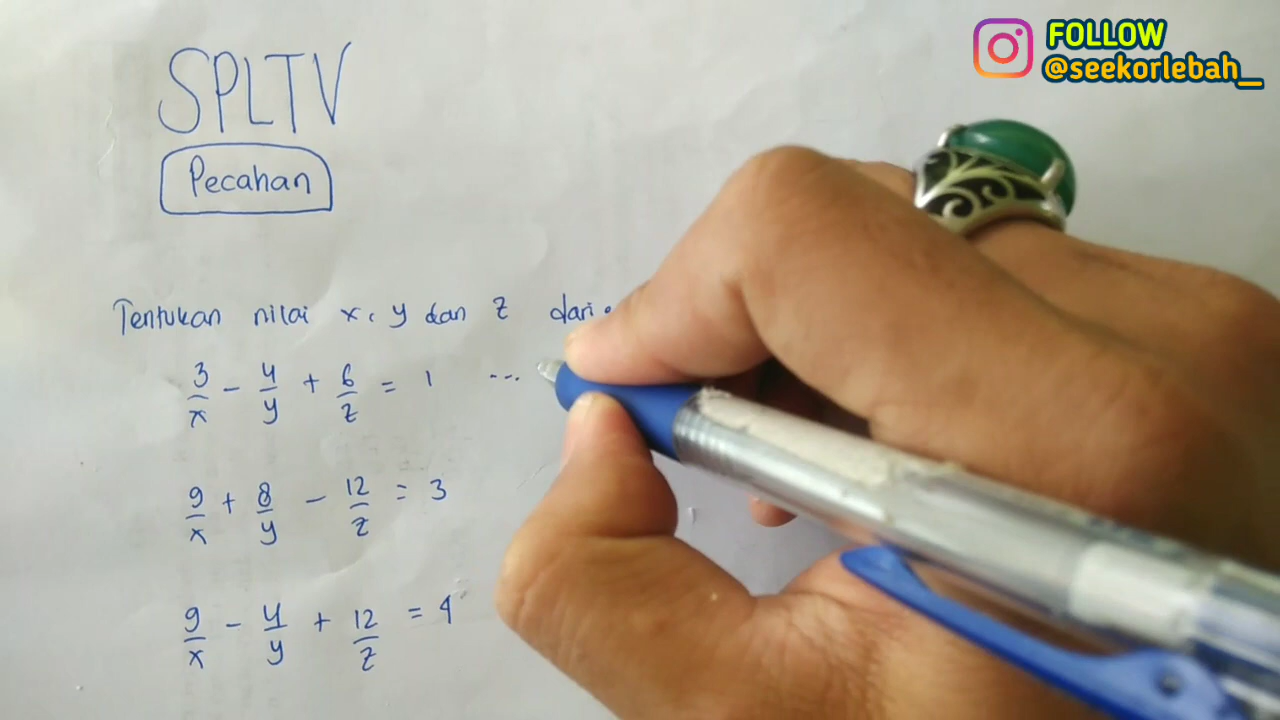 FOLLOW
@seekorlebah_
SPLTV
Pecahan
Tentukan nilai x, y dan z dari
3/x - 4/y + 6/z = 1 ...
9/x + 8/y - 12/z = 3
9/x - 4/y + 12/z = 4